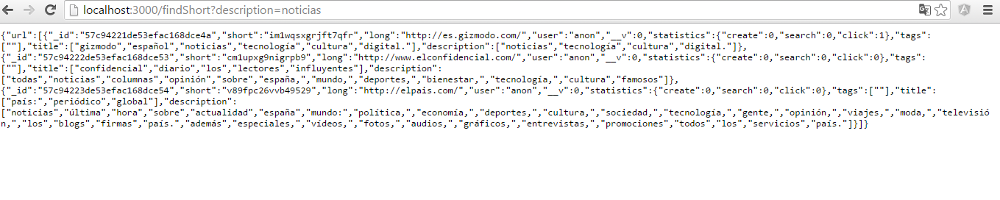 localhost:3000/findShort?description=noticias
{"url":[{"_id":"57c94221de53efac168dce4a","short":"im1wqsxgrjft7qfr","long":"http://es.gizmodo.com/","user":"anon","__v":0,"statistics":{"create":0,"search":0,"click":1},"tags":
[""],"title":["gizmodo","español","noticias","tecnología","cultura","digital."],"description":["noticias","tecnología","cultura","digital."]},
{"_id":"57c94222de53efac168dce53","short":"cm1upxg9nigrpb9","long":"http://www.elconfidencial.com/","user":"anon","__v":0,"statistics":{"create":0,"search":0,"click":0},"tags":
[""],"title":["confidencial","diario","los","lectores","influyentes"],"description":
["todas","noticias","columnas","opinión","sobre","españa,","mundo,","deportes,","bienestar,","tecnología,","cultura","famosos"]},
{"_id":"57c94223de53efac168dce54","short":"v89fpc26vvb49529","long":"http://elpais.com/","user":"anon","__v":0,"statistics":{"create":0,"search":0,"click":0},"tags":[""],"title":
["país:","periódico","global"],"description":
["noticias","última","hora","sobre","actualidad","españa","mundo:","política,","economía,","deportes,","cultura,","sociedad,","tecnología,","gente,","opinión,","viajes,","moda,","televisió
n,","los","blogs","firmas","país.","además","especiales,","vídeos,","fotos,","audios,","gráficos,","entrevistas,","promociones","todos","los","servicios","país."]}]}